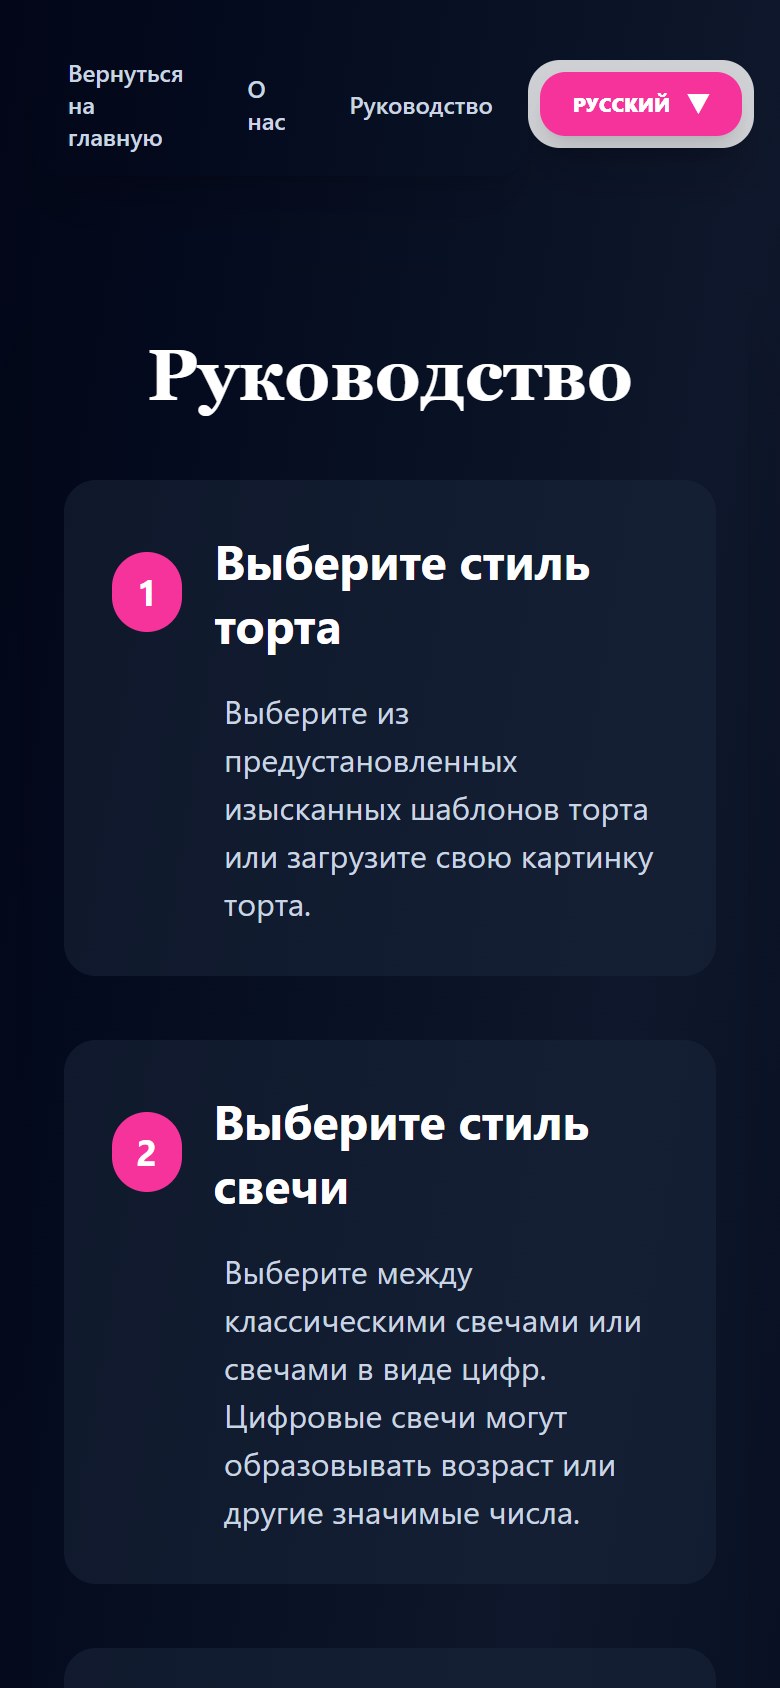 Вернуться
на
главную
О
нас
Руководство
РУССКИЙ ▼
Руководство
1
Выберите стиль
торта
Выберите из
предустановленных
изысканных шаблонов торта
или загрузите свою картинку
торта.
2
Выберите стиль
свечи
Выберите между
классическими свечами или
свечами в виде цифр.
Цифровые свечи могут
образовывать возраст или
другие значимые числа.